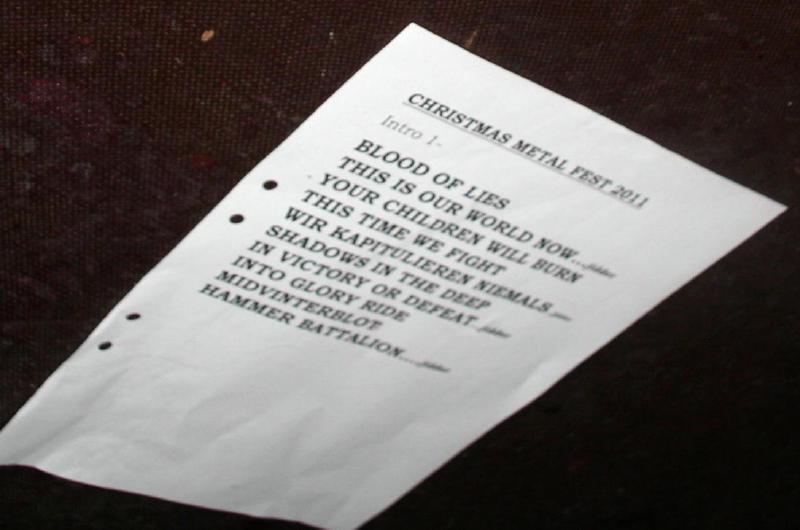 CHRISTMAS METAL FEST 2011
Intro 1-
BLOOD OF LIES
THIS IS OUR WORLD NOW...
YOUR CHILDREN WILL BURN
THIS TIME WE FIGHT
WIR KAPITULIEREN NIEMALS...
SHADOWS IN THE DEEP
IN VICTORY OR DEFEAT...
INTO GLORY RIDE
MIDVINTERBLOT
HAMMER BATTALION....